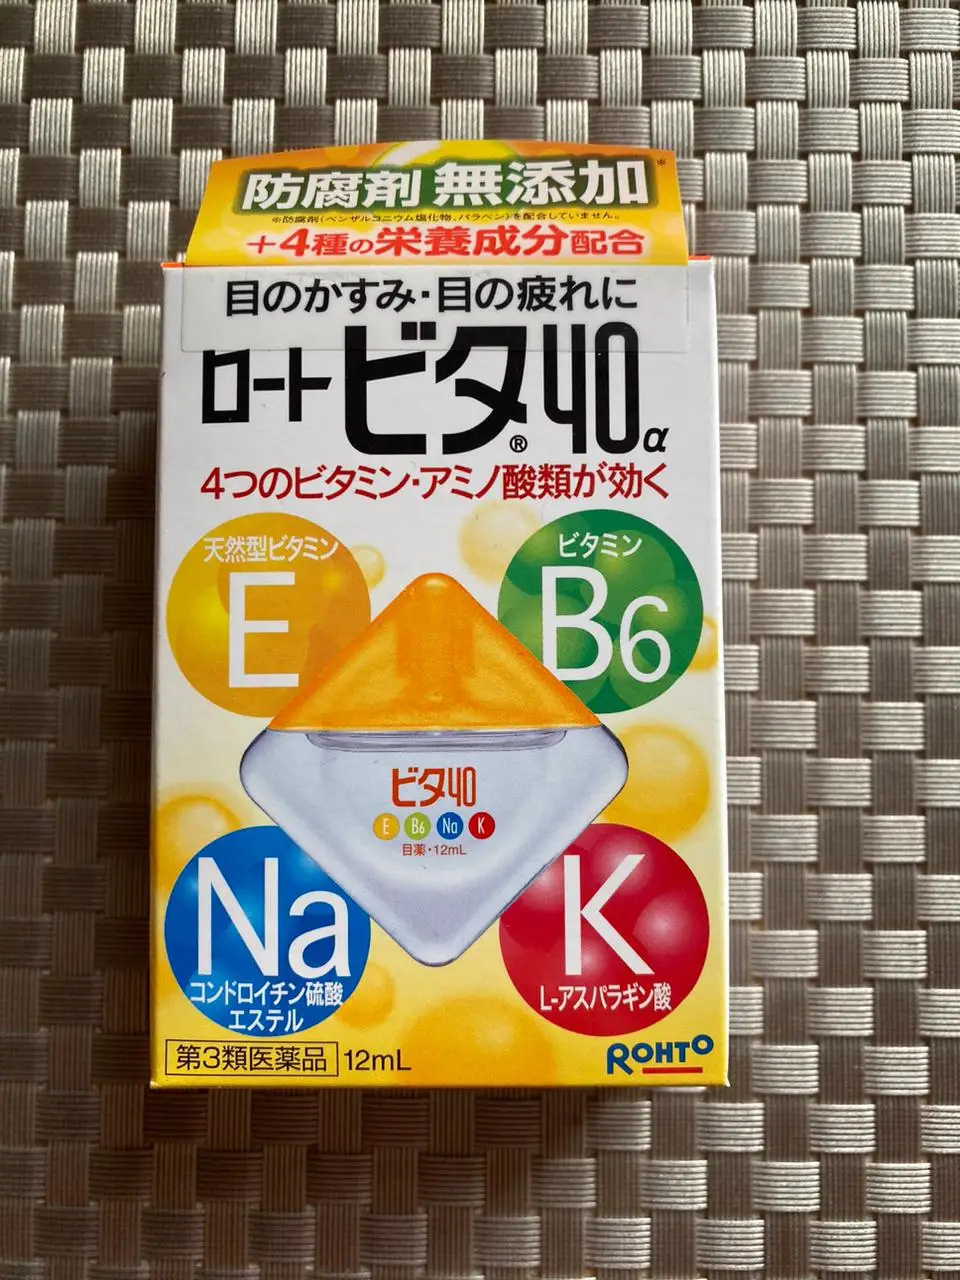 防腐剤 無添加※
※防腐剤(ベンザルコニウム塩化物、パラベン)を配合していません。
+4種の栄養成分配合
目のかすみ・目の疲れに
ロートビタ®40α
4つのビタミン・アミノ酸類が効く
天然型ビタミン
E
ビタミン
B6
ビタ40
E B6 Na K
目薬・12mL
Na
コンドロイチン硫酸
エステル
K
L-アスパラギン酸
第3類医薬品 12mL
ROHTO